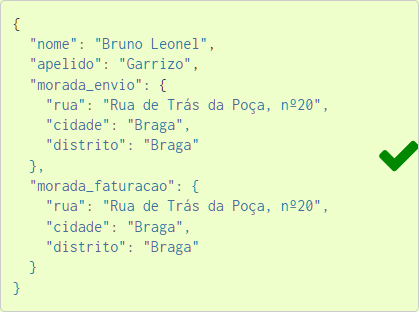 {
  "nome": "Bruno Leonel",
  "apelido": "Garrizo",
  "morada_envio": {
    "rua": "Rua de Trás da Poça, nº20",
    "cidade": "Braga",
    "distrito": "Braga"
  },
  "morada_faturacao": {
    "rua": "Rua de Trás da Poça, nº20",
    "cidade": "Braga",
    "distrito": "Braga"
  }
}